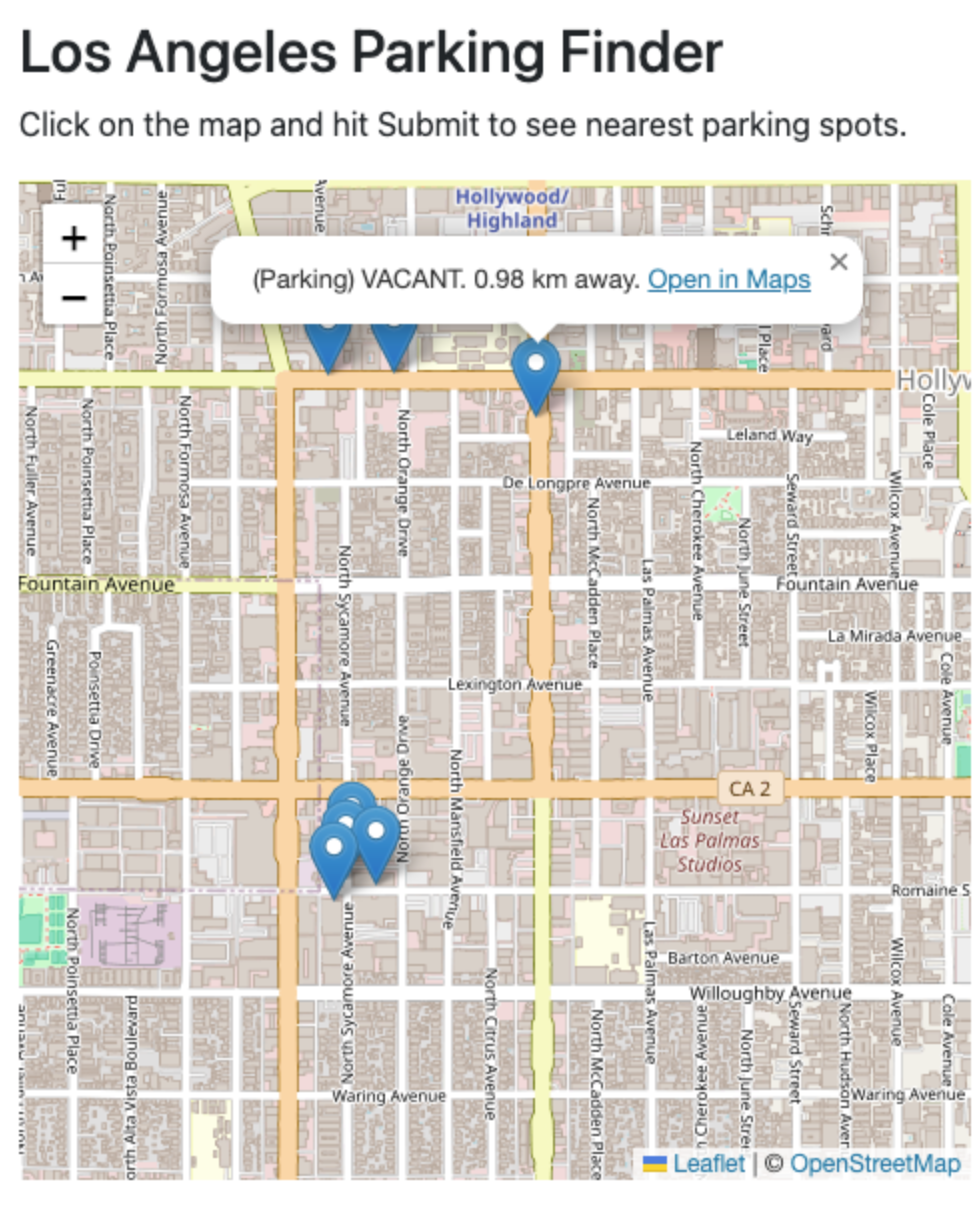 Los Angeles Parking Finder
Click on the map and hit Submit to see nearest parking spots.
+
−
Hollywood/
Highland
(Parking) VACANT. 0.98 km away. Open in Maps
×
North Poinsettia Place
North Formosa Avenue
Avenue
Place
Hollyw
Leland Way
De Longpre Avenue
North Fuller Avenue
North Poinsettia Place
North Formosa Avenue
North Orange Drive
North McCadden Place
North Cherokee Avenue
North June Street
Seward Street
Wilcox Avenue
Cole Place
Fountain Avenue
Fountain Avenue
North Sycamore Avenue
Las Palmas Avenue
La Mirada Avenue
Greenacre Avenue
Poinsettia Drive
Lexington Avenue
Wilcox Place
Cole Avenue
North Orange Drive
North Mansfield Avenue
CA 2
Sunset
Las Palmas
Studios
Romaine S
North Poinsettia Place
North Sycamore Avenue
Las Palmas Avenue
Barton Avenue
Wilcox Avenue
Willoughby Avenue
North Citrus Avenue
North McCadden Place
North June Stree
Seward Street
North Hudson Aven
Cole Avenue
orth Alta Vista Boulevard
Waring Avenue
Waring Avenue
Leaflet | © OpenStreetMap